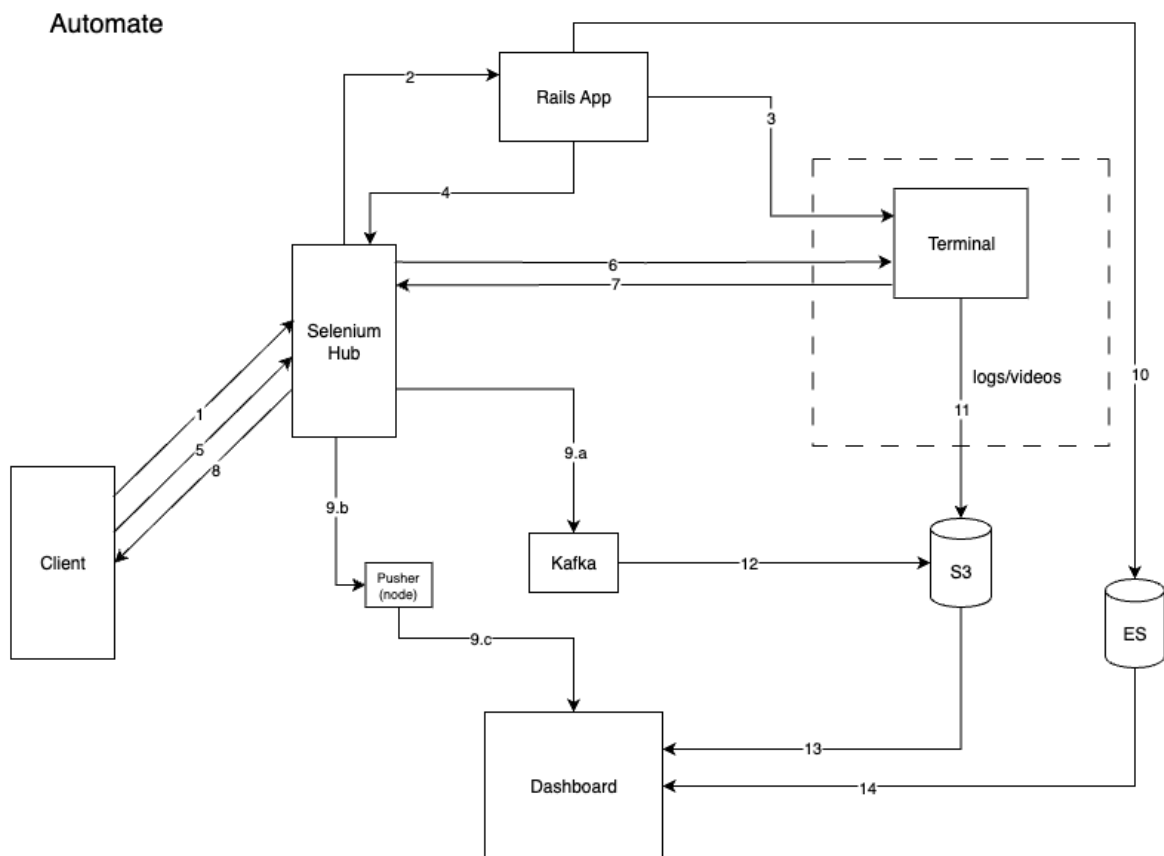 Automate
2
Rails App
3
4
Terminal
6
7
Selenium
Hub
logs/videos
10
1
11
5
8
9.a
9.b
Client
Kafka
12
S3
Pusher
(node)
ES
9.c
13
Dashboard
14